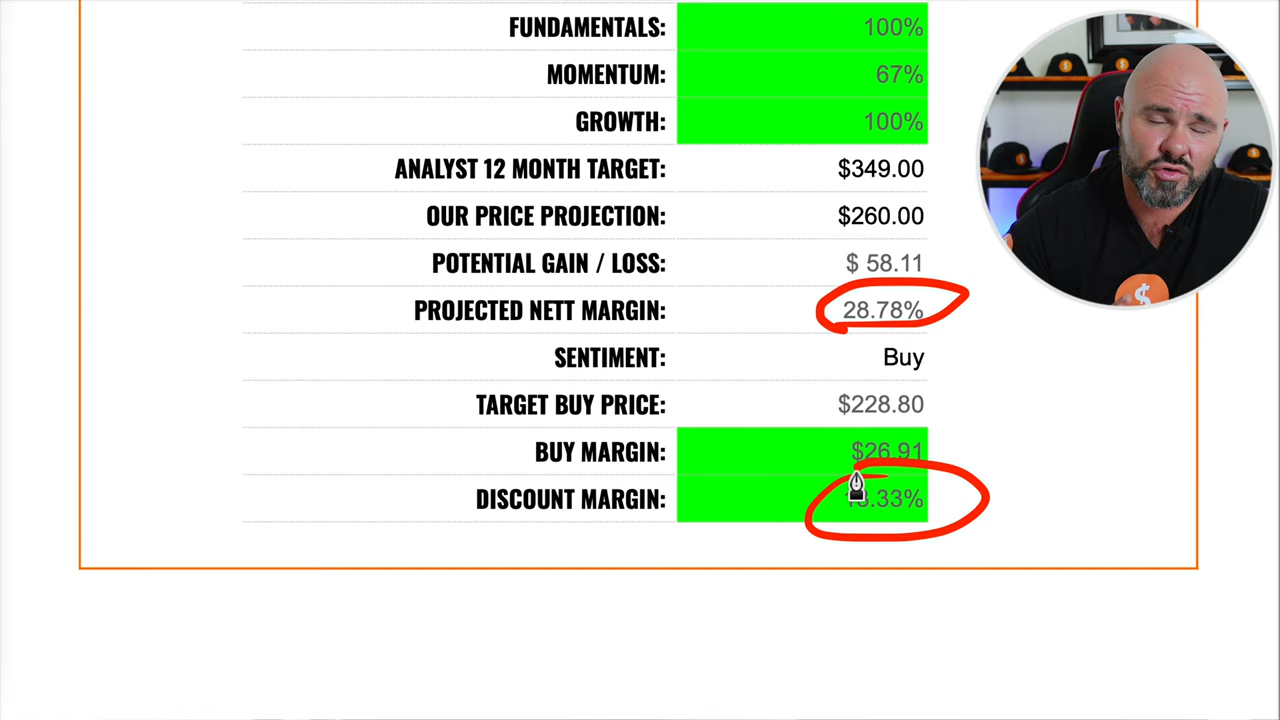 FUNDAMENTALS: 100%
MOMENTUM: 67%
GROWTH: 100%
ANALYST 12 MONTH TARGET: $349.00
OUR PRICE PROJECTION: $260.00
POTENTIAL GAIN / LOSS: $ 58.11
PROJECTED NETT MARGIN: 28.78%
SENTIMENT: Buy
TARGET BUY PRICE: $228.80
BUY MARGIN: $26.91
DISCOUNT MARGIN:
$